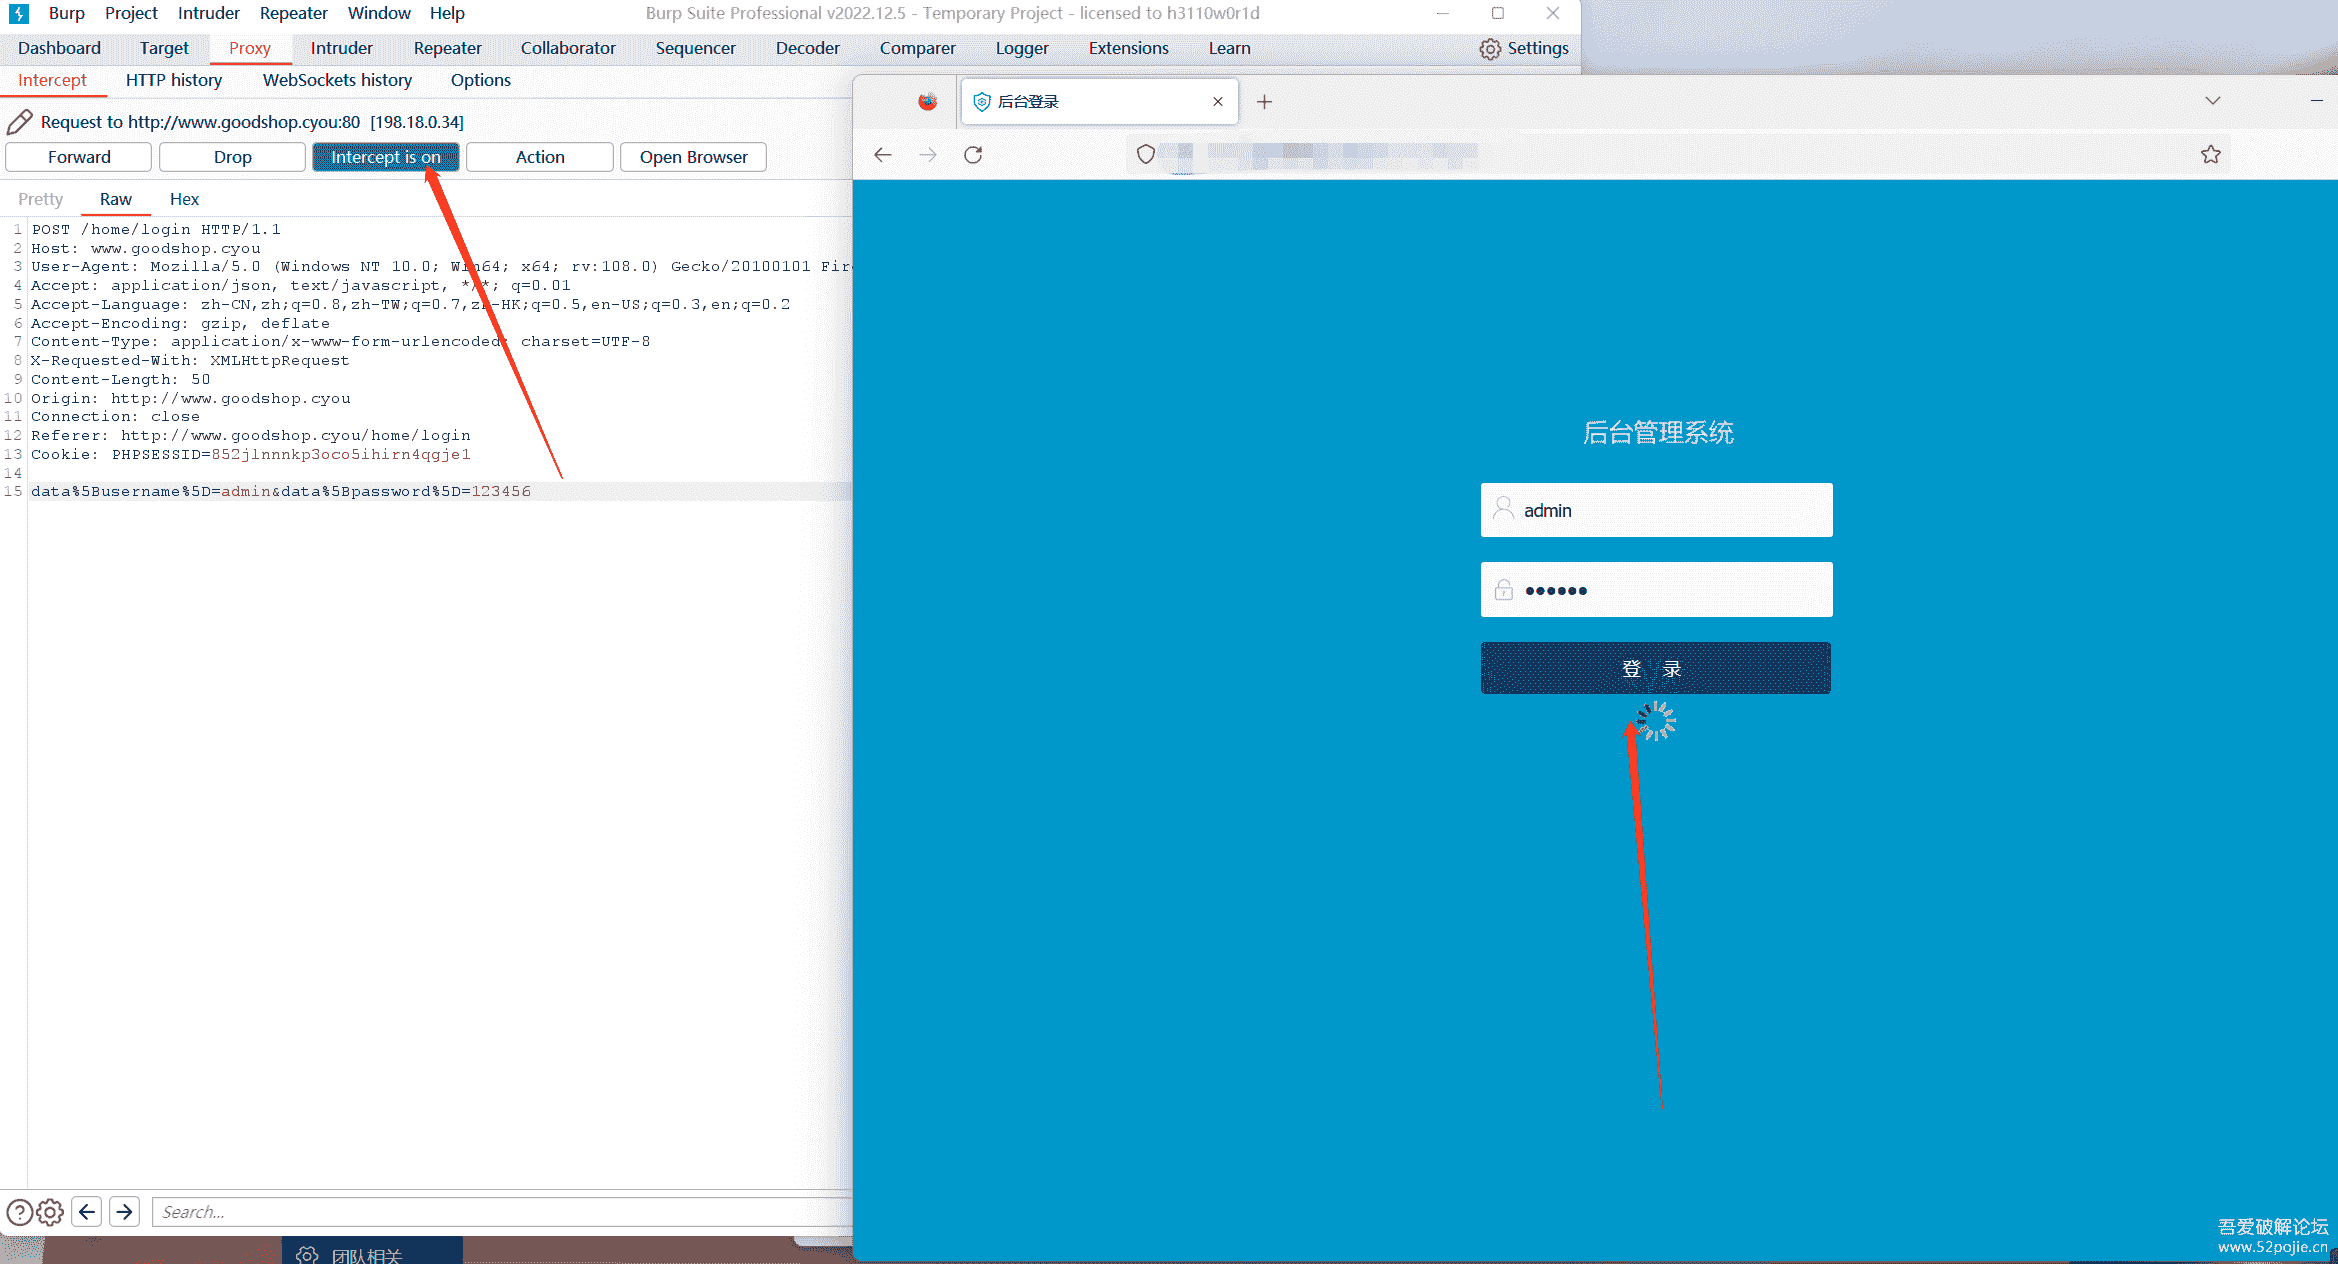 Burp Project Intruder Repeater Window Help Burp Suite Professional v2022.12.5 - Temporary Project - licensed to h3110w0r1d
Dashboard Target Proxy Intruder Repeater Collaborator Sequencer Decoder Comparer Logger Extensions Learn Settings
Intercept HTTP history WebSockets history Options
Request to http://www.goodshop.cyou:80 [198.18.0.34]
Forward Drop Intercept is on Action Open Browser
Pretty Raw Hex
1 POST /home/login HTTP/1.1
2 Host: www.goodshop.cyou
3 User-Agent: Mozilla/5.0 (Windows NT 10.0; Win64; x64; rv:108.0) Gecko/20100101 Fire
4 Accept: application/json, text/javascript, */*; q=0.01
5 Accept-Language: zh-CN,zh;q=0.8,zh-TW;q=0.7,zh-HK;q=0.5,en-US;q=0.3,en;q=0.2
6 Accept-Encoding: gzip, deflate
7 Content-Type: application/x-www-form-urlencoded; charset=UTF-8
8 X-Requested-With: XMLHttpRequest
9 Content-Length: 50
10 Origin: http://www.goodshop.cyou
11 Connection: close
12 Referer: http://www.goodshop.cyou/home/login
13 Cookie: PHPSESSID=852jlnnnkp3oco5ihirn4qgje1
14
15 data%5Busername%5D=admin&data%5Bpassword%5D=123456
Search...
团队相关
后台登录
后台管理系统
admin
••••••
登 录
吾爱破解论坛
www.52pojie.cn